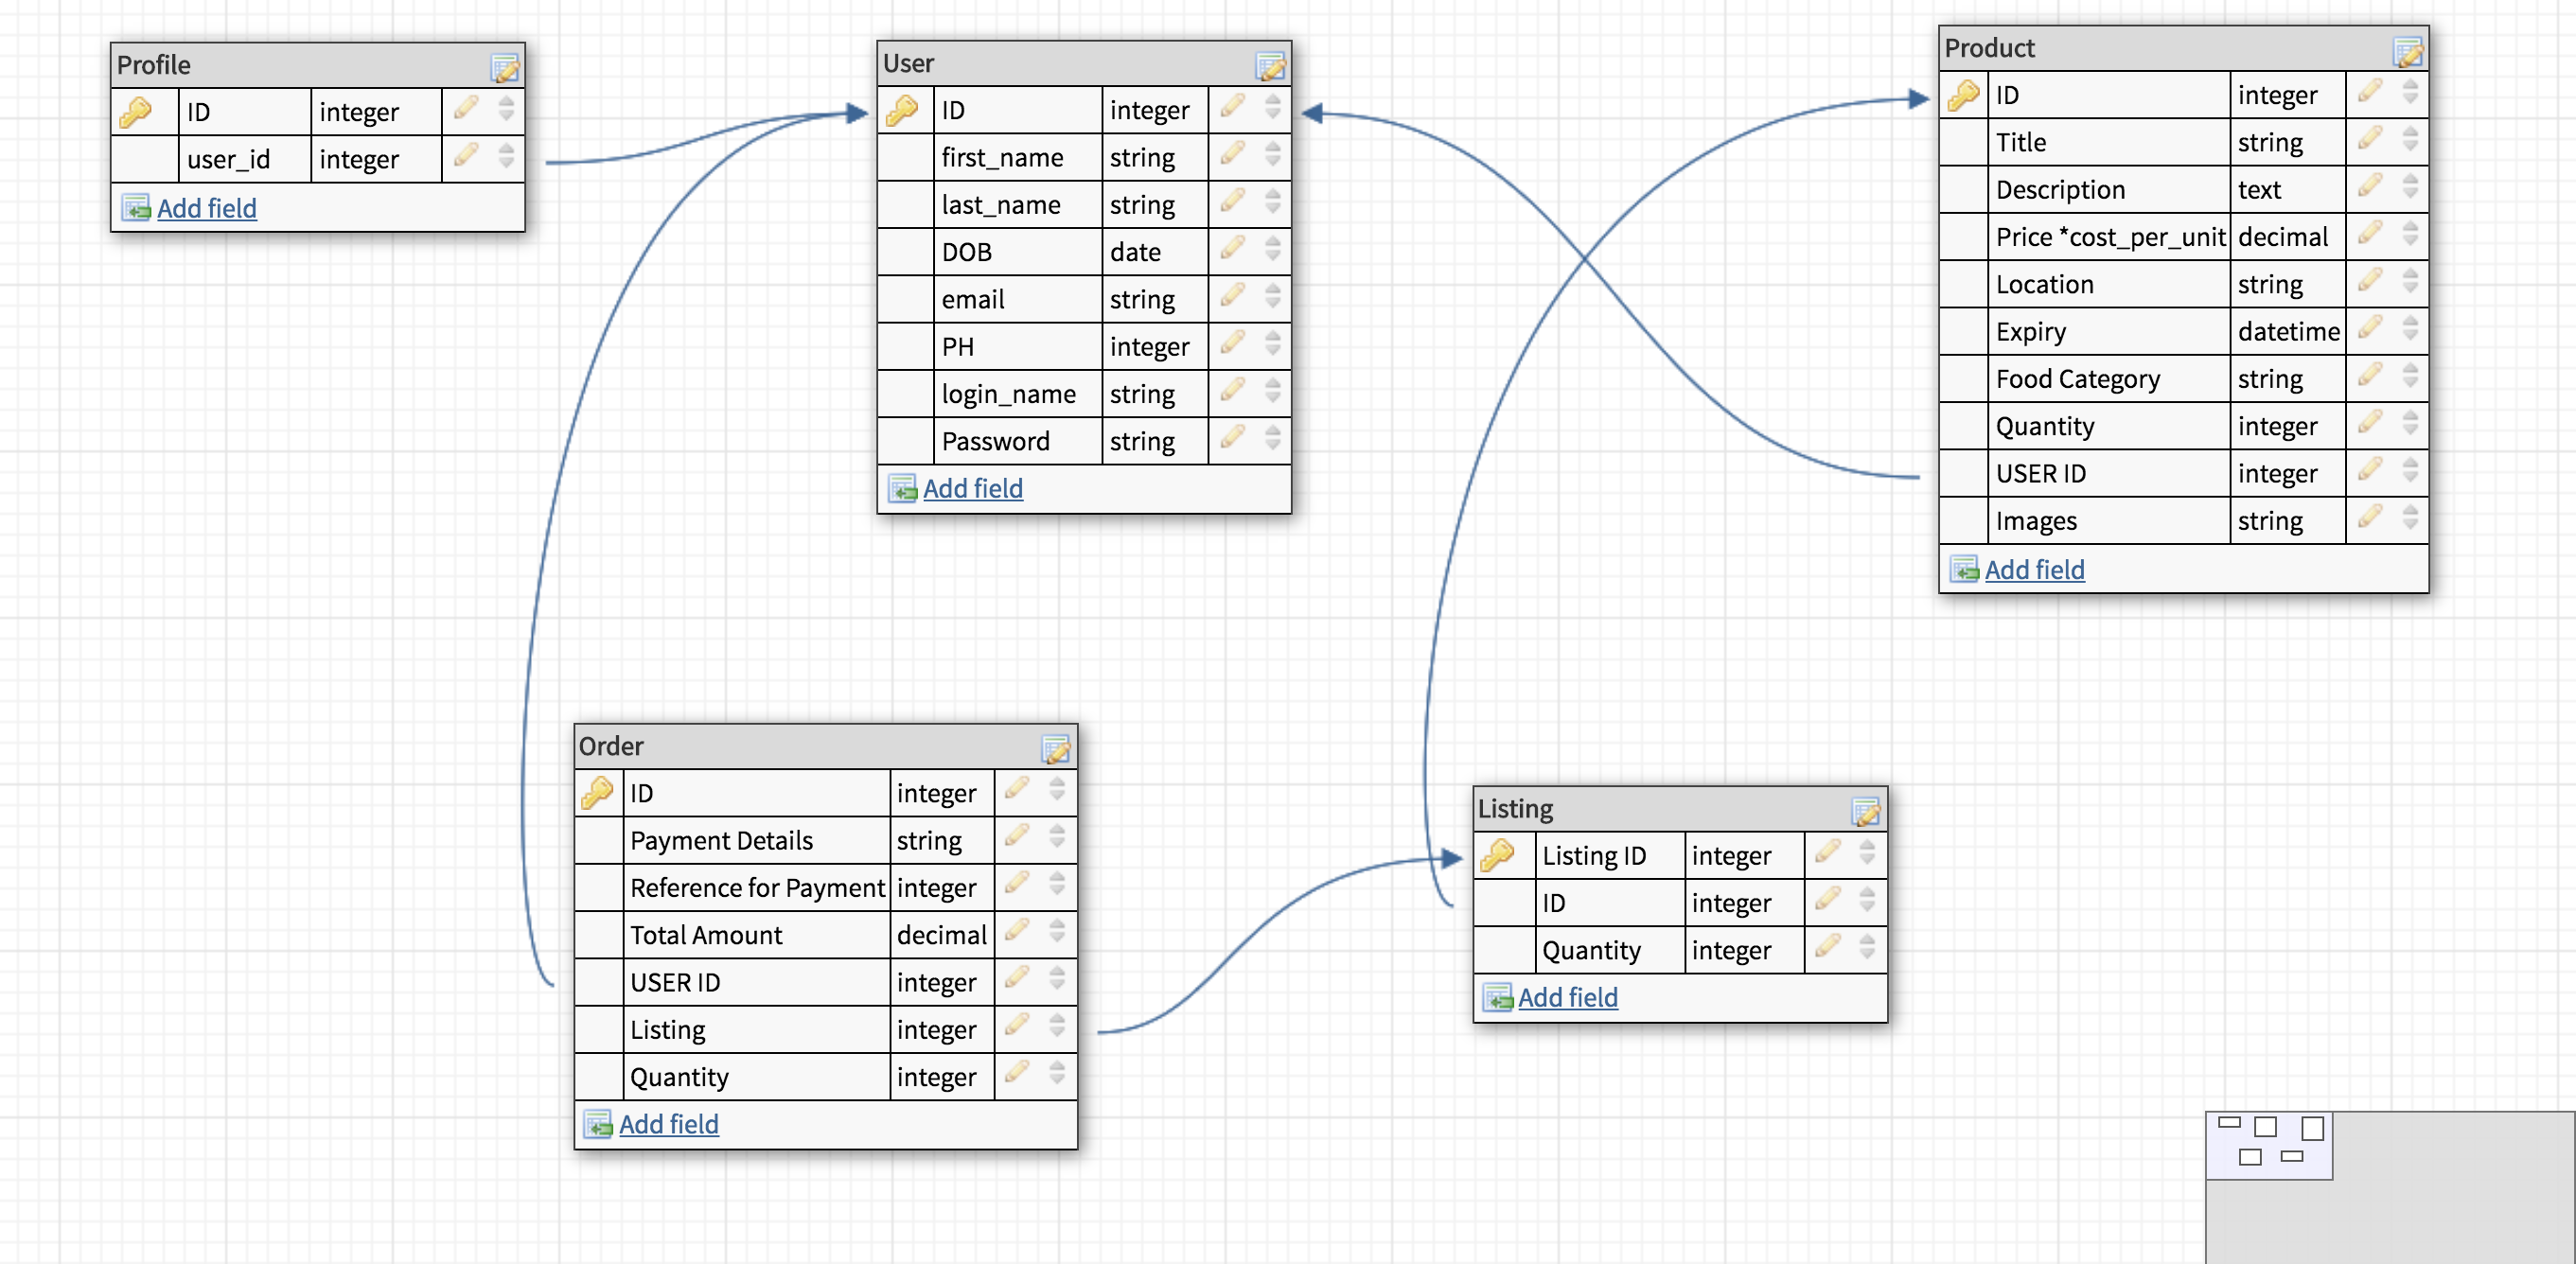 Profile
ID integer
user_id integer
Add field
User
ID integer
first_name string
last_name string
DOB date
email string
PH integer
login_name string
Password string
Add field
Product
ID integer
Title string
Description text
Price *cost_per_unit decimal
Location string
Expiry datetime
Food Category string
Quantity integer
USER ID integer
Images string
Add field
Order
ID integer
Payment Details string
Reference for Payment integer
Total Amount decimal
USER ID integer
Listing integer
Quantity integer
Add field
Listing
Listing ID integer
ID integer
Quantity integer
Add field